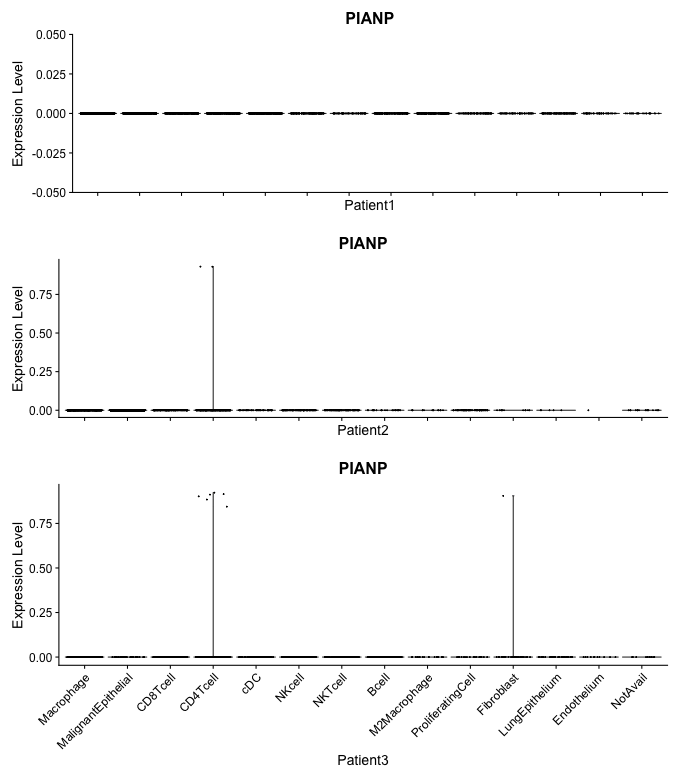 PIANP
Expression Level
0.050
0.025
0.000
-0.025
-0.050
Patient1
PIANP
Expression Level
0.75
0.50
0.25
0.00
Patient2
PIANP
Expression Level
0.75
0.50
0.25
0.00
Macrophage
MalignantEpithelial
CD8Tcell
CD4Tcell
cDC
NKcell
NKTcell
Bcell
M2Macrophage
ProliferatingCell
Fibroblast
LungEpithelium
Endothelium
NotAvail
Patient3